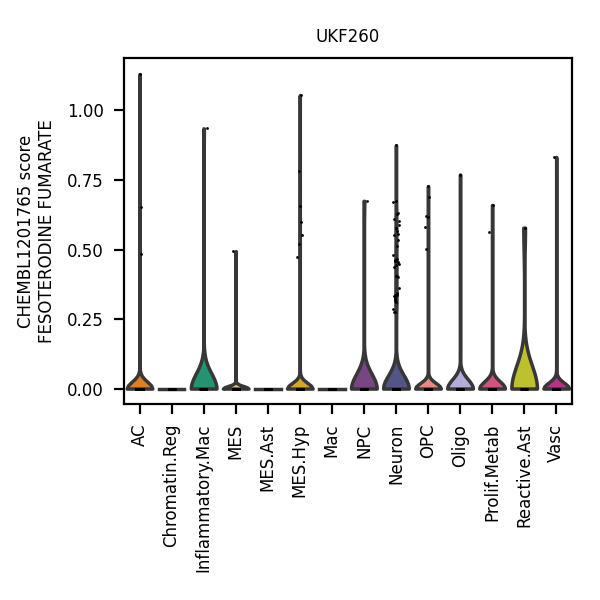 UKF260
CHEMBL1201765 score
FESOTERODINE FUMARATE
1.00
0.75
0.50
0.25
0.00
AC
Chromatin.Reg
Inflammatory.Mac
MES
MES.Ast
MES.Hyp
Mac
NPC
Neuron
OPC
Oligo
Prolif.Metab
Reactive.Ast
Vasc